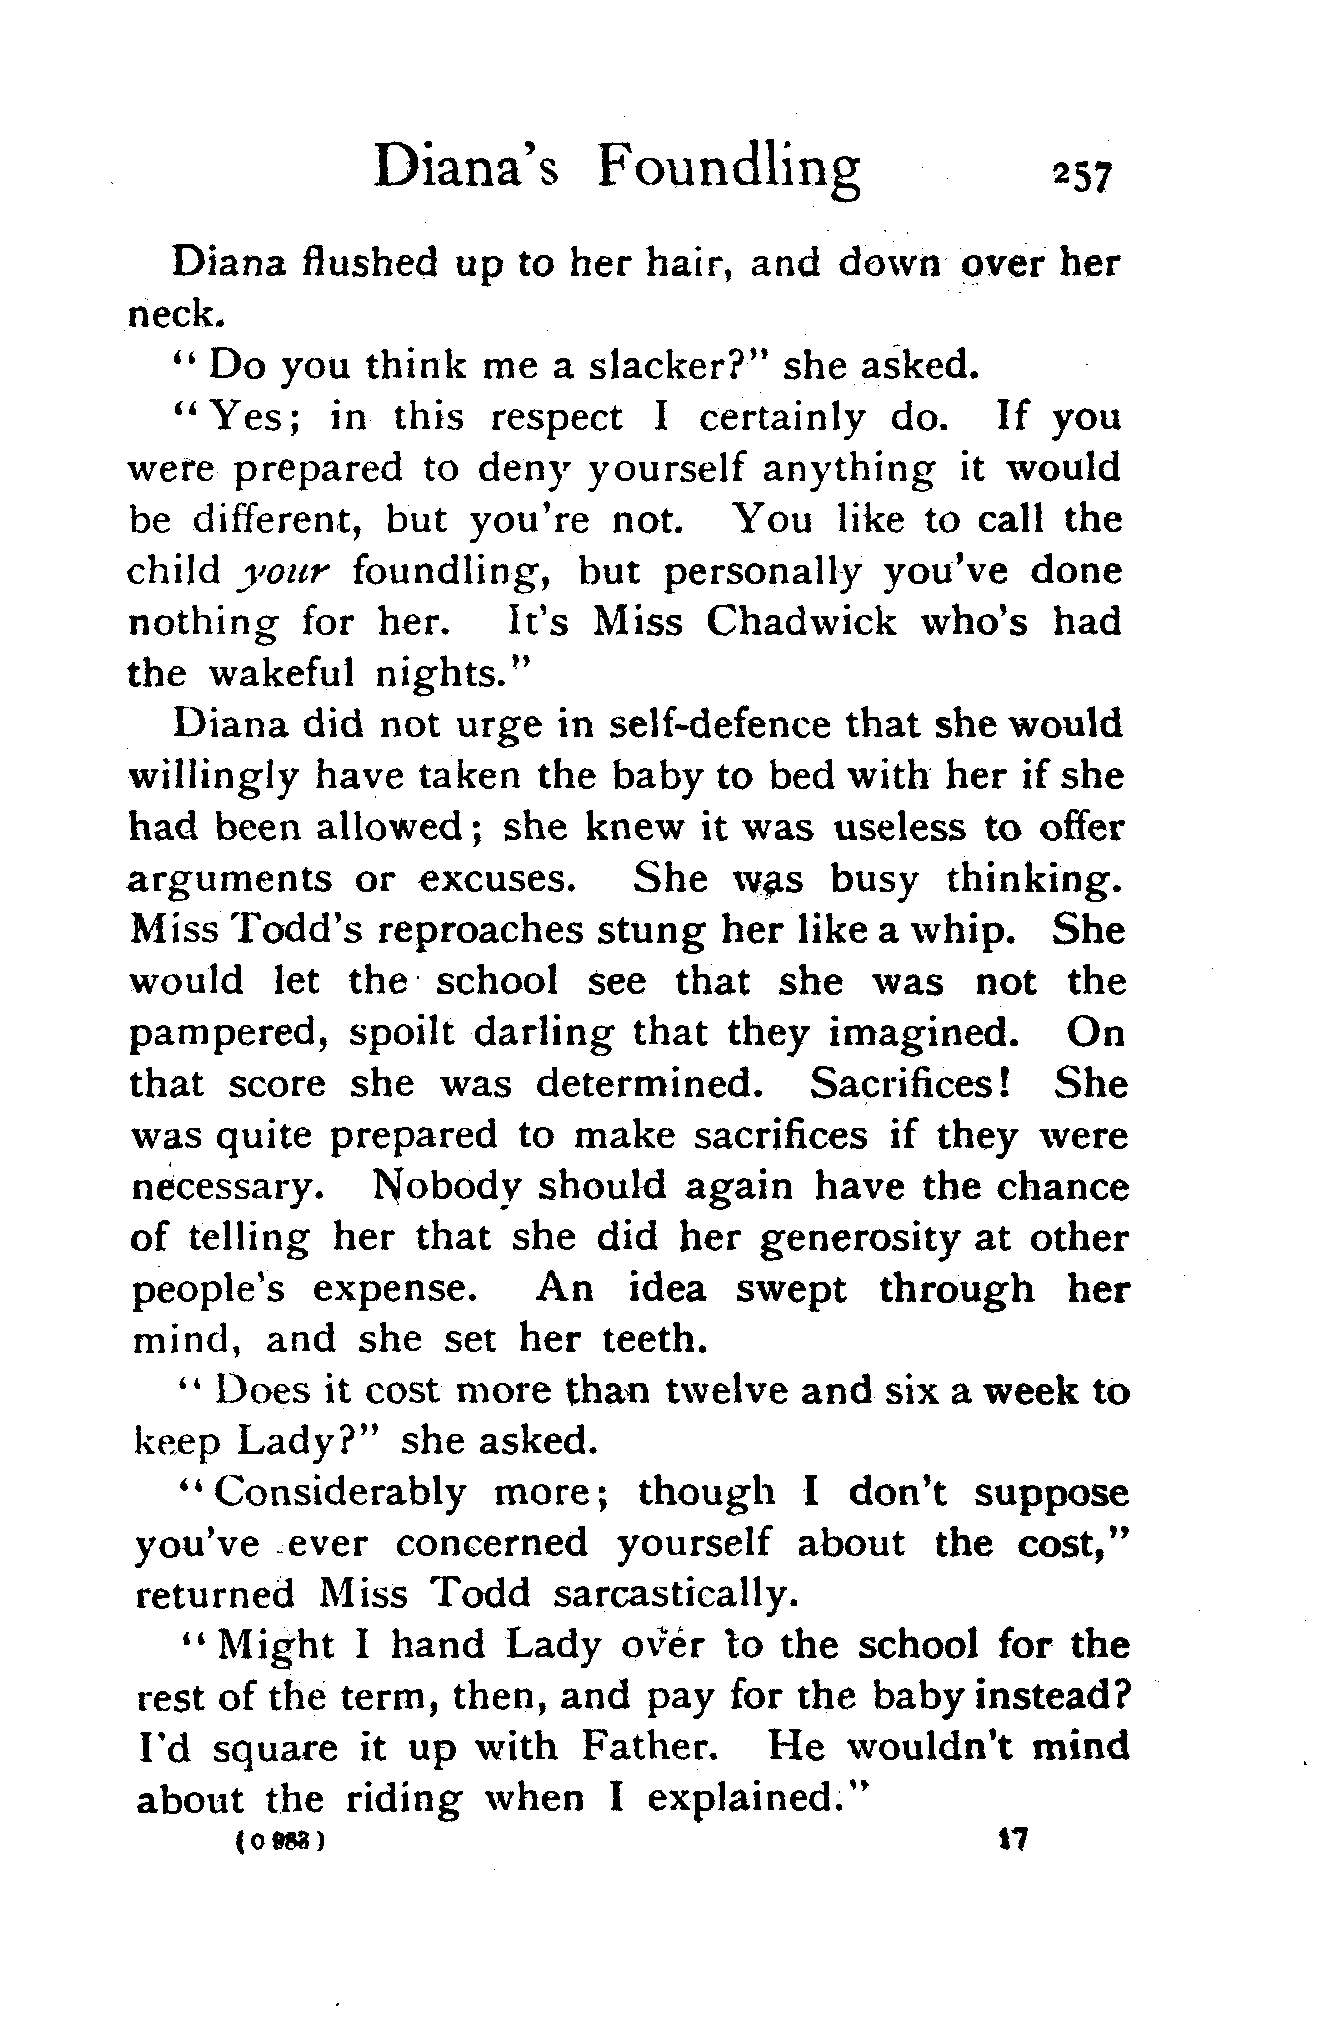 Diana's Foundling 257
Diana flushed up to her hair, and down over her
neck.
"Do you think me a slacker?" she asked.
"Yes; in this respect I certainly do. If you
were prepared to deny yourself anything it would
be different, but you're not. You like to call the
child your foundling, but personally you've done
nothing for her. It's Miss Chadwick who's had
the wakeful nights."
Diana did not urge in self-defence that she would
willingly have taken the baby to bed with her if she
had been allowed; she knew it was useless to offer
arguments or excuses. She was busy thinking.
Miss Todd's reproaches stung her like a whip. She
would let the school see that she was not the
pampered, spoilt darling that they imagined. On
that score she was determined. Sacrifices! She
was quite prepared to make sacrifices if they were
necessary. Nobody should again have the chance
of telling her that she did her generosity at other
people's expense. An idea swept through her
mind, and she set her teeth.
"Does it cost more than twelve and six a week to
keep Lady?" she asked.
"Considerably more; though I don't suppose
you've ever concerned yourself about the cost,"
returned Miss Todd sarcastically.
"Might I hand Lady over to the school for the
rest of the term, then, and pay for the baby instead?
I'd square it up with Father. He wouldn't mind
about the riding when I explained."
(O 983) 17